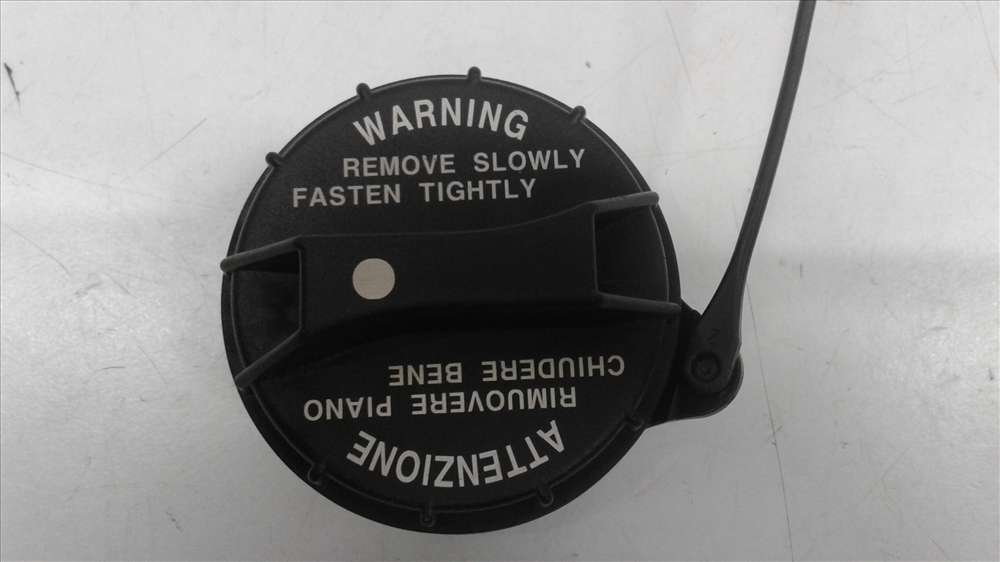 WARNING
REMOVE SLOWLY
FASTEN TIGHTLY
ATTENZIONE
RIMUOVERE PIANO
CHIUDERE BENE